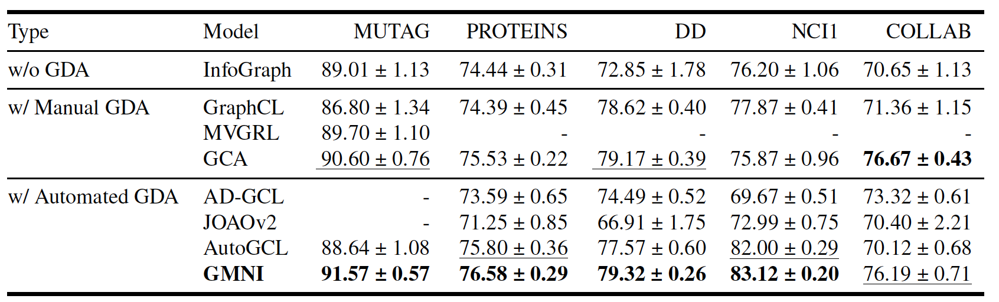 Type Model MUTAG PROTEINS DD NCI1 COLLAB
w/o GDA InfoGraph 89.01 ± 1.13 74.44 ± 0.31 72.85 ± 1.78 76.20 ± 1.06 70.65 ± 1.13
w/ Manual GDA GraphCL 86.80 ± 1.34 74.39 ± 0.45 78.62 ± 0.40 77.87 ± 0.41 71.36 ± 1.15
MVGRL 89.70 ± 1.10 - - - -
GCA 90.60 ± 0.76 75.53 ± 0.22 79.17 ± 0.39 75.87 ± 0.96 76.67 ± 0.43
w/ Automated GDA AD-GCL - 73.59 ± 0.65 74.49 ± 0.52 69.67 ± 0.51 73.32 ± 0.61
JOAOv2 - 71.25 ± 0.85 66.91 ± 1.75 72.99 ± 0.75 70.40 ± 2.21
AutoGCL 88.64 ± 1.08 75.80 ± 0.36 77.57 ± 0.60 82.00 ± 0.29 70.12 ± 0.68
GMNI 91.57 ± 0.57 76.58 ± 0.29 79.32 ± 0.26 83.12 ± 0.20 76.19 ± 0.71